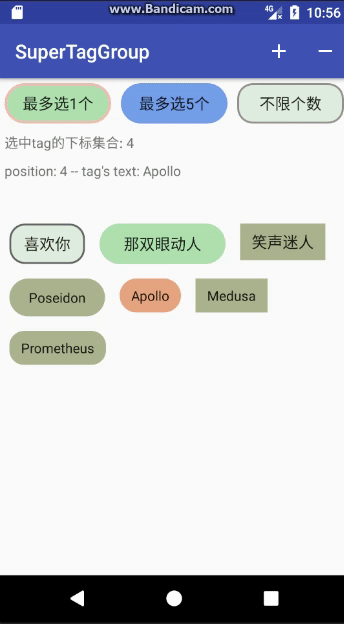 www.Bandicam.com
4G
10:56
SuperTagGroup
+ −
最多选1个 最多选5个 不限个数
选中tag的下标集合: 4
position: 4 -- tag's text: Apollo
喜欢你 那双眼动人 笑声迷人
Poseidon Apollo Medusa
Prometheus